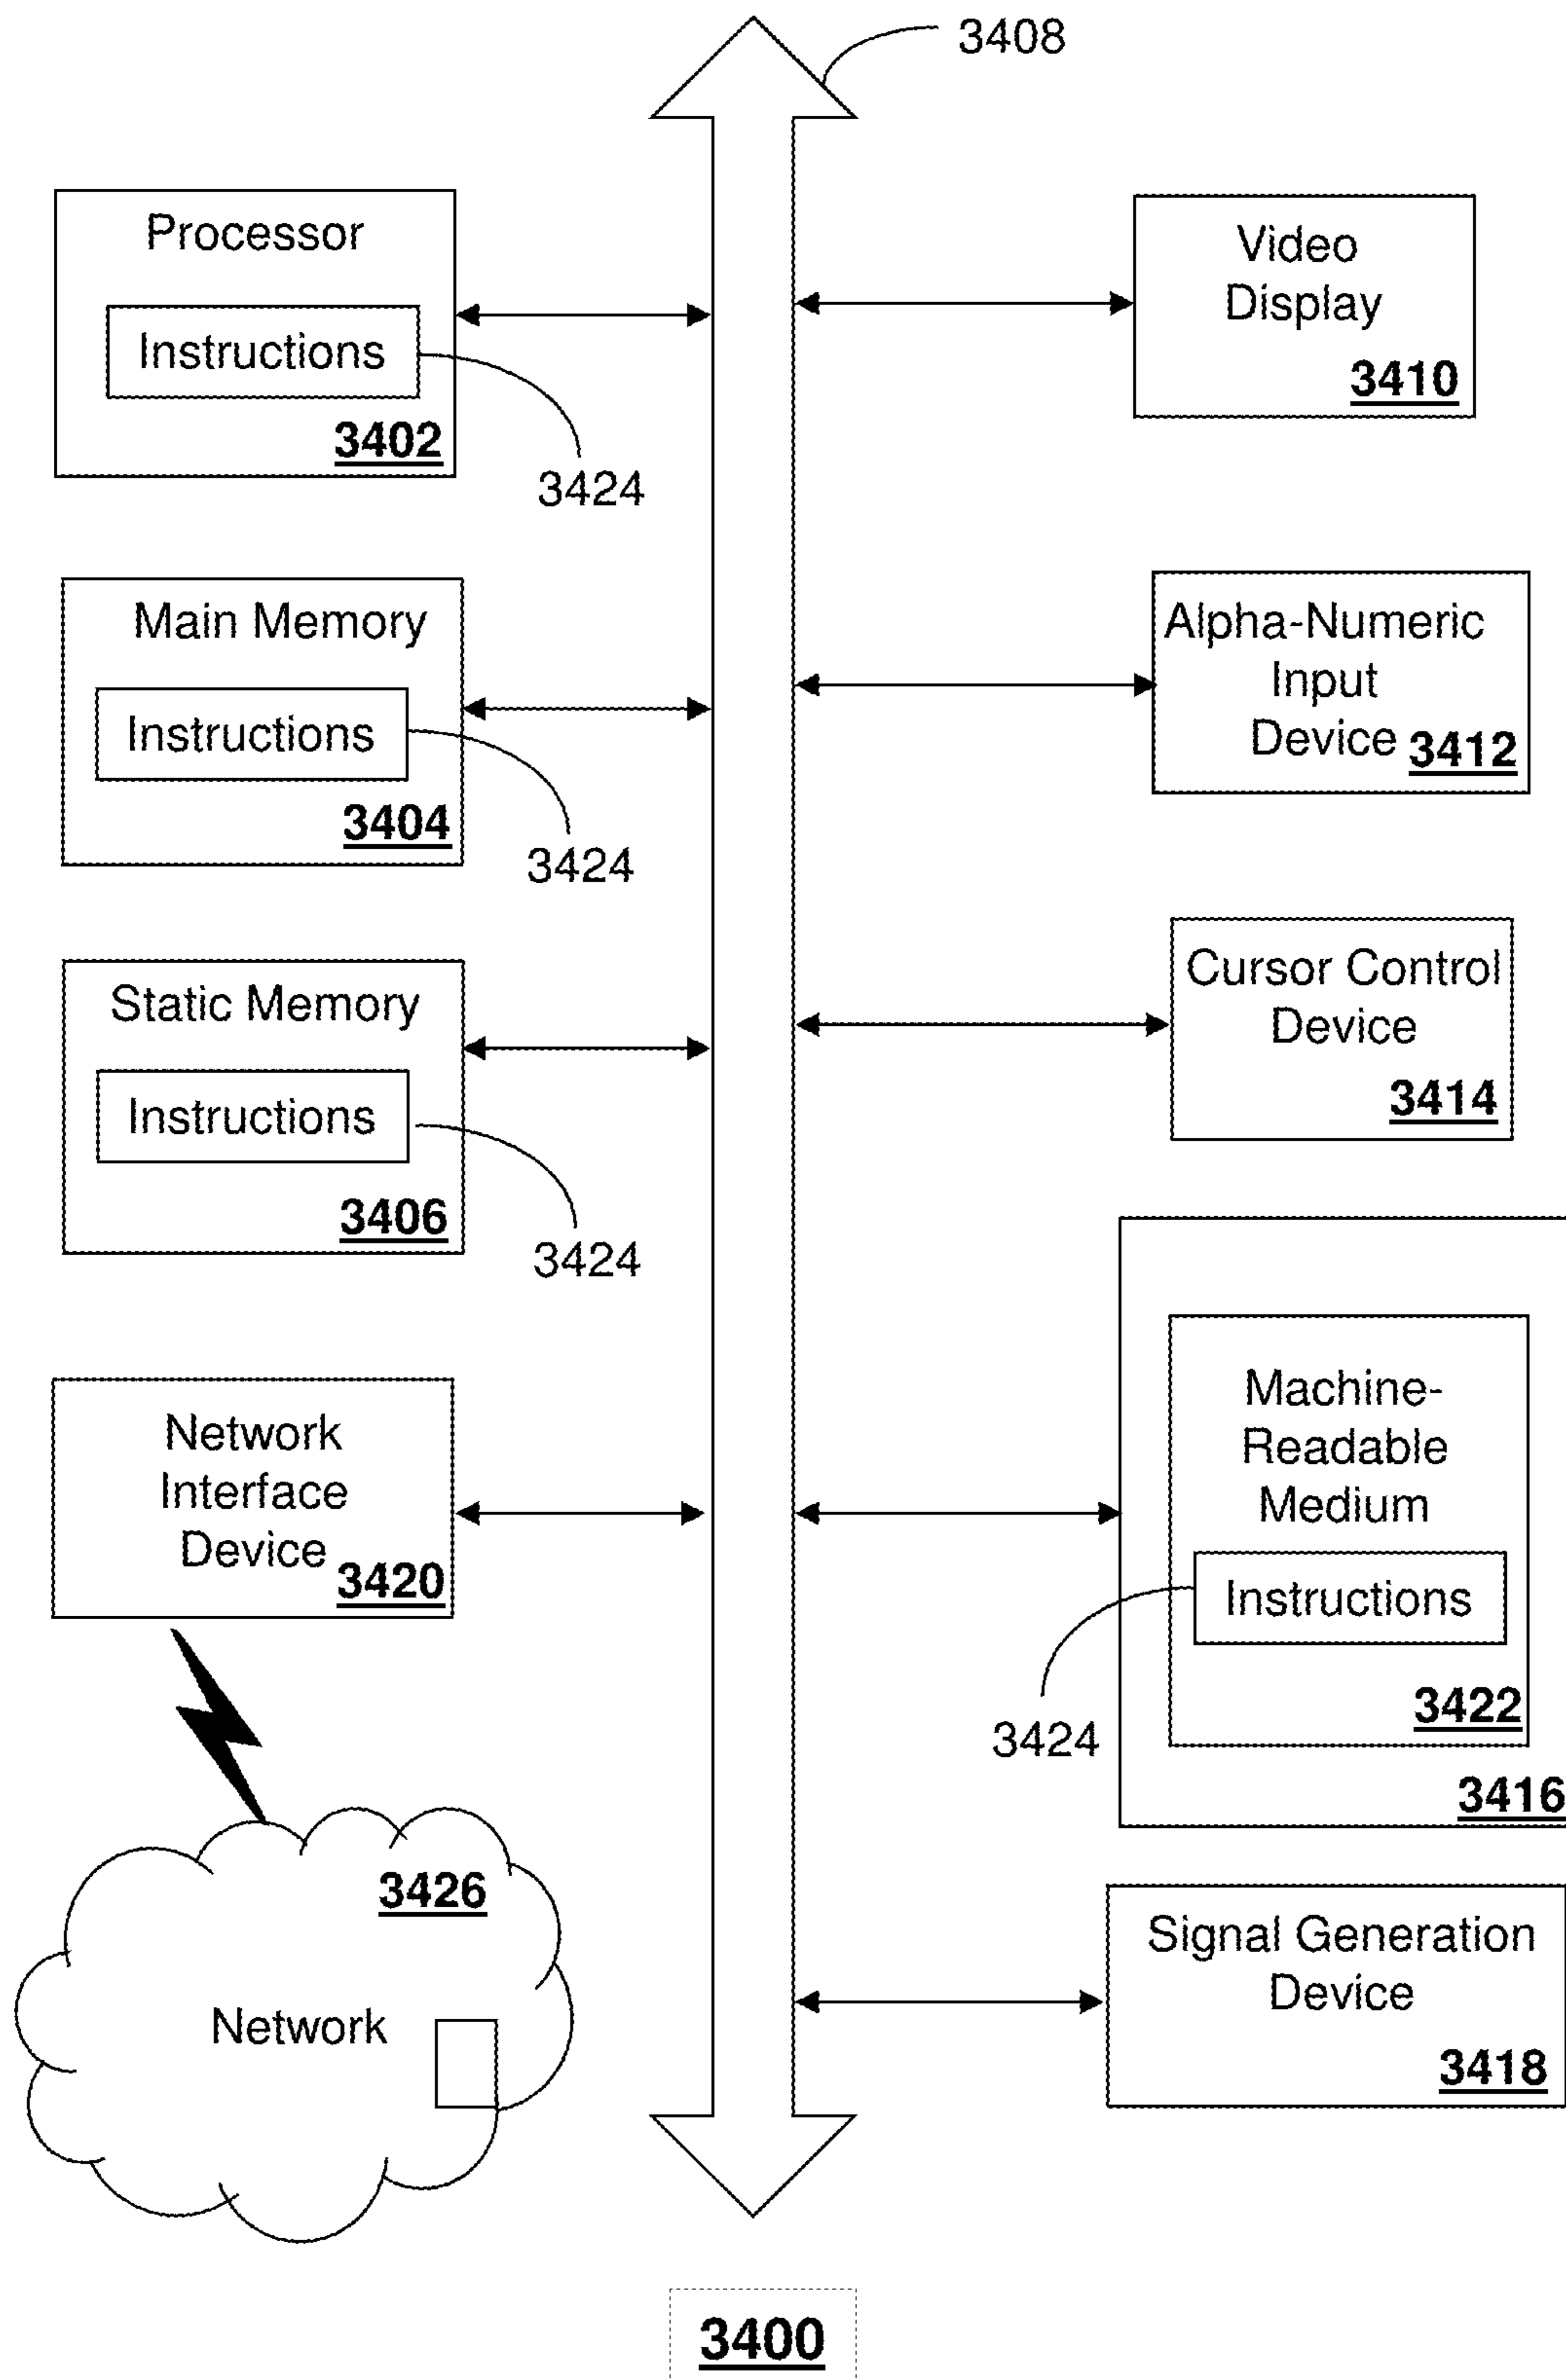 3408
Processor
Instructions
3402
3424
Main Memory
Instructions
3404
3424
Static Memory
Instructions
3406
3424
Network
Interface
Device
3420
3426
Network
Video
Display
3410
Alpha-Numeric
Input
Device 3412
Cursor Control
Device
3414
Machine-
Readable
Medium
Instructions
3422
3424
3416
Signal Generation
Device
3418
3400